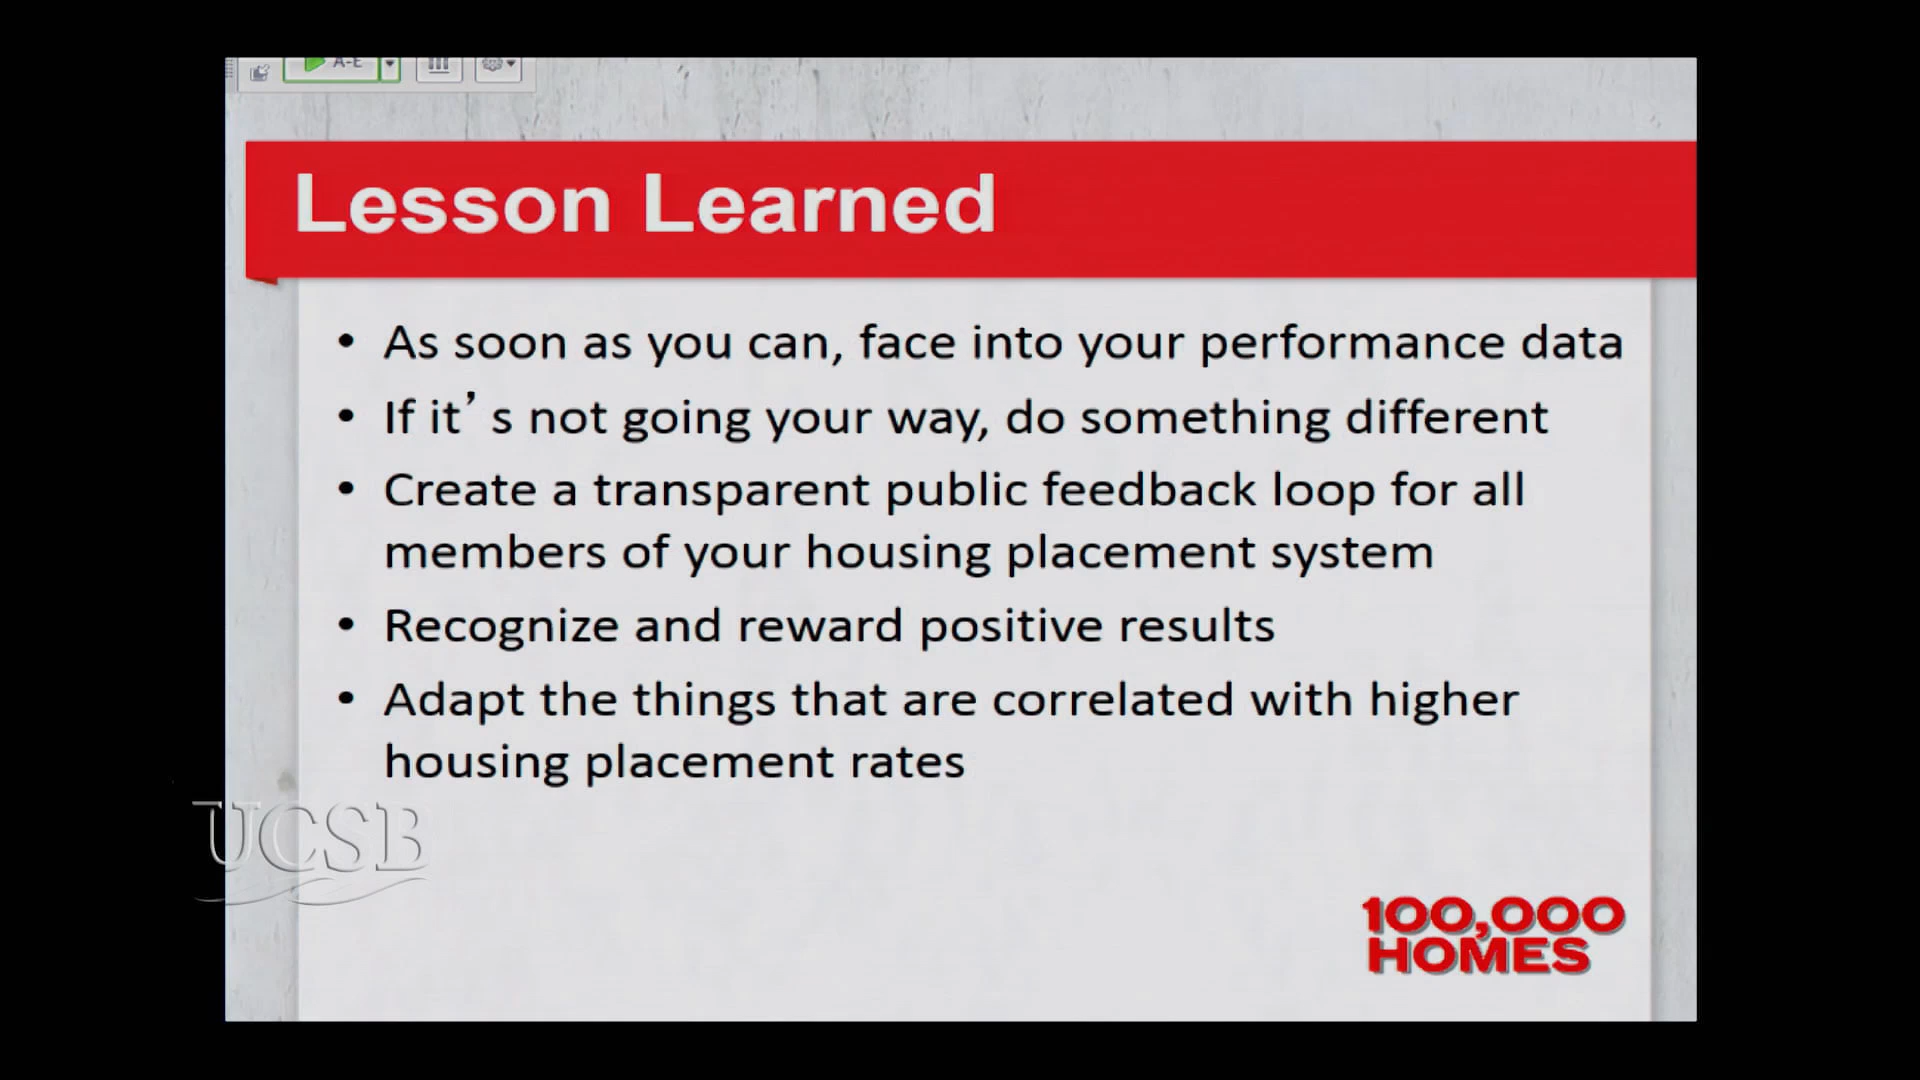 A-E
Lesson Learned
• As soon as you can, face into your performance data
• If it’ s not going your way, do something different
• Create a transparent public feedback loop for all
members of your housing placement system
• Recognize and reward positive results
• Adapt the things that are correlated with higher
housing placement rates
UCSB
100,000
HOMES